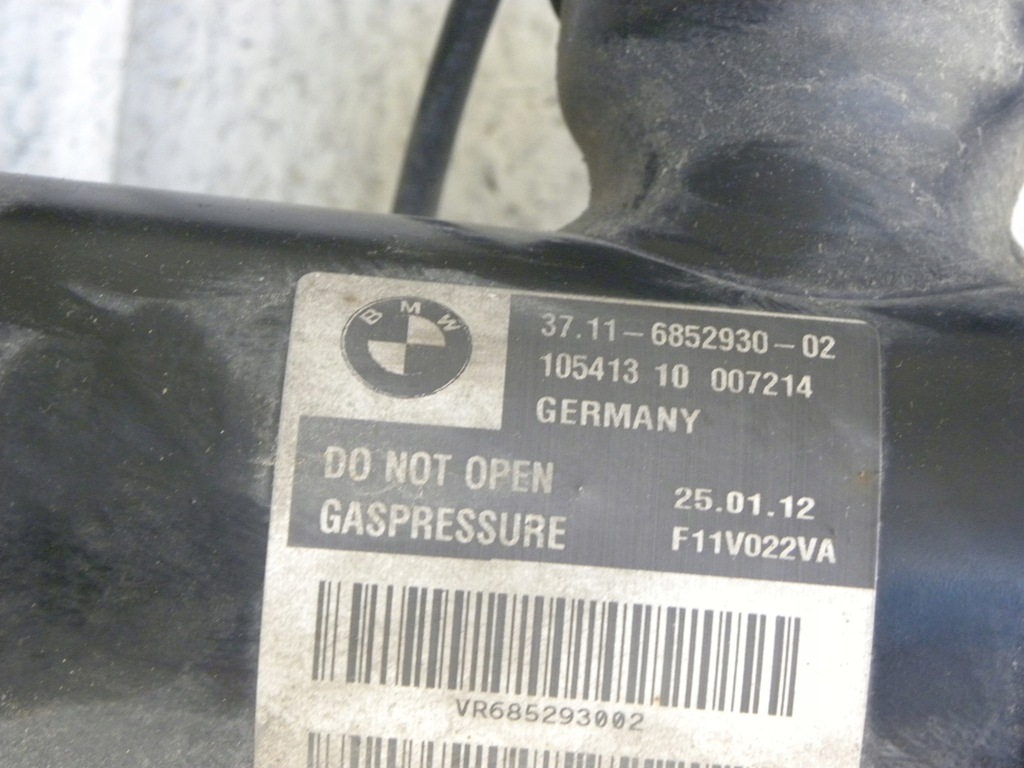 BMW
37.11-6852930-02
105413 10 007214
GERMANY
DO NOT OPEN
GASPRESSURE
25.01.12
F11V022VA
VR685293002